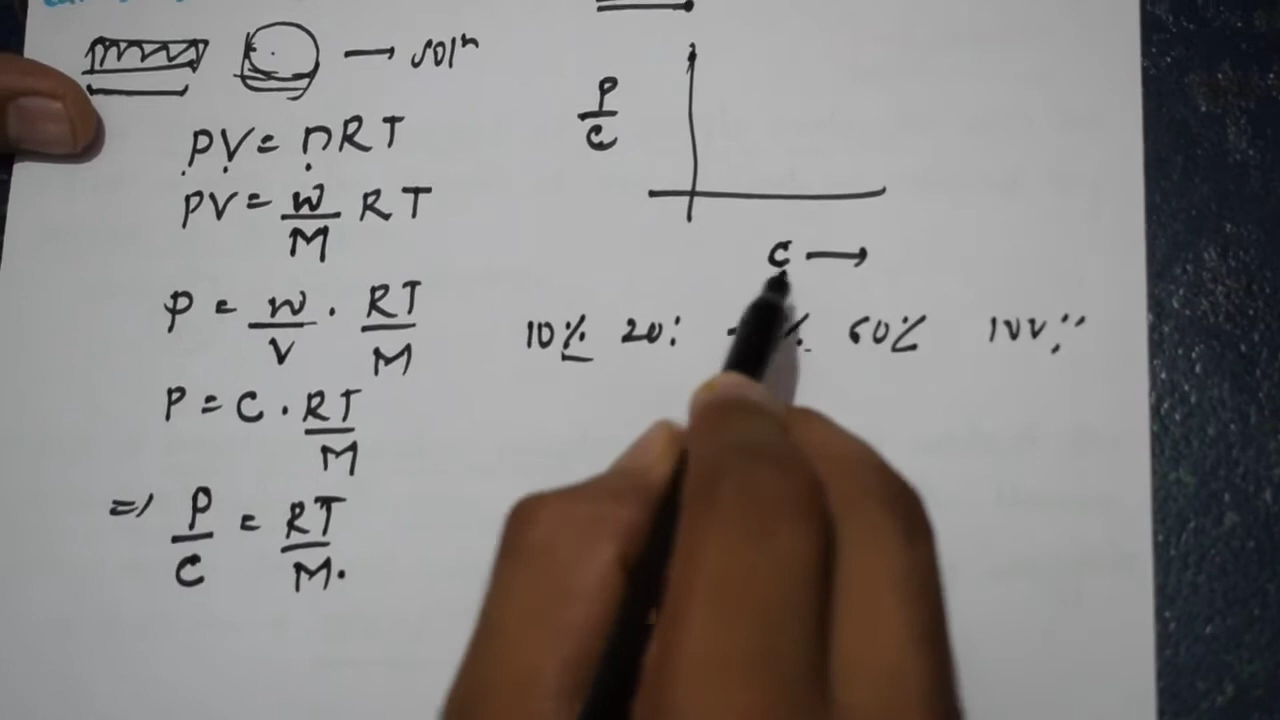 → solⁿ
PV = nRT
PV = w/M RT
P = w/V · RT/M
P = C · RT/M
=> P/C = RT/M.
P/C
C →
10% 20% % 60% 100%